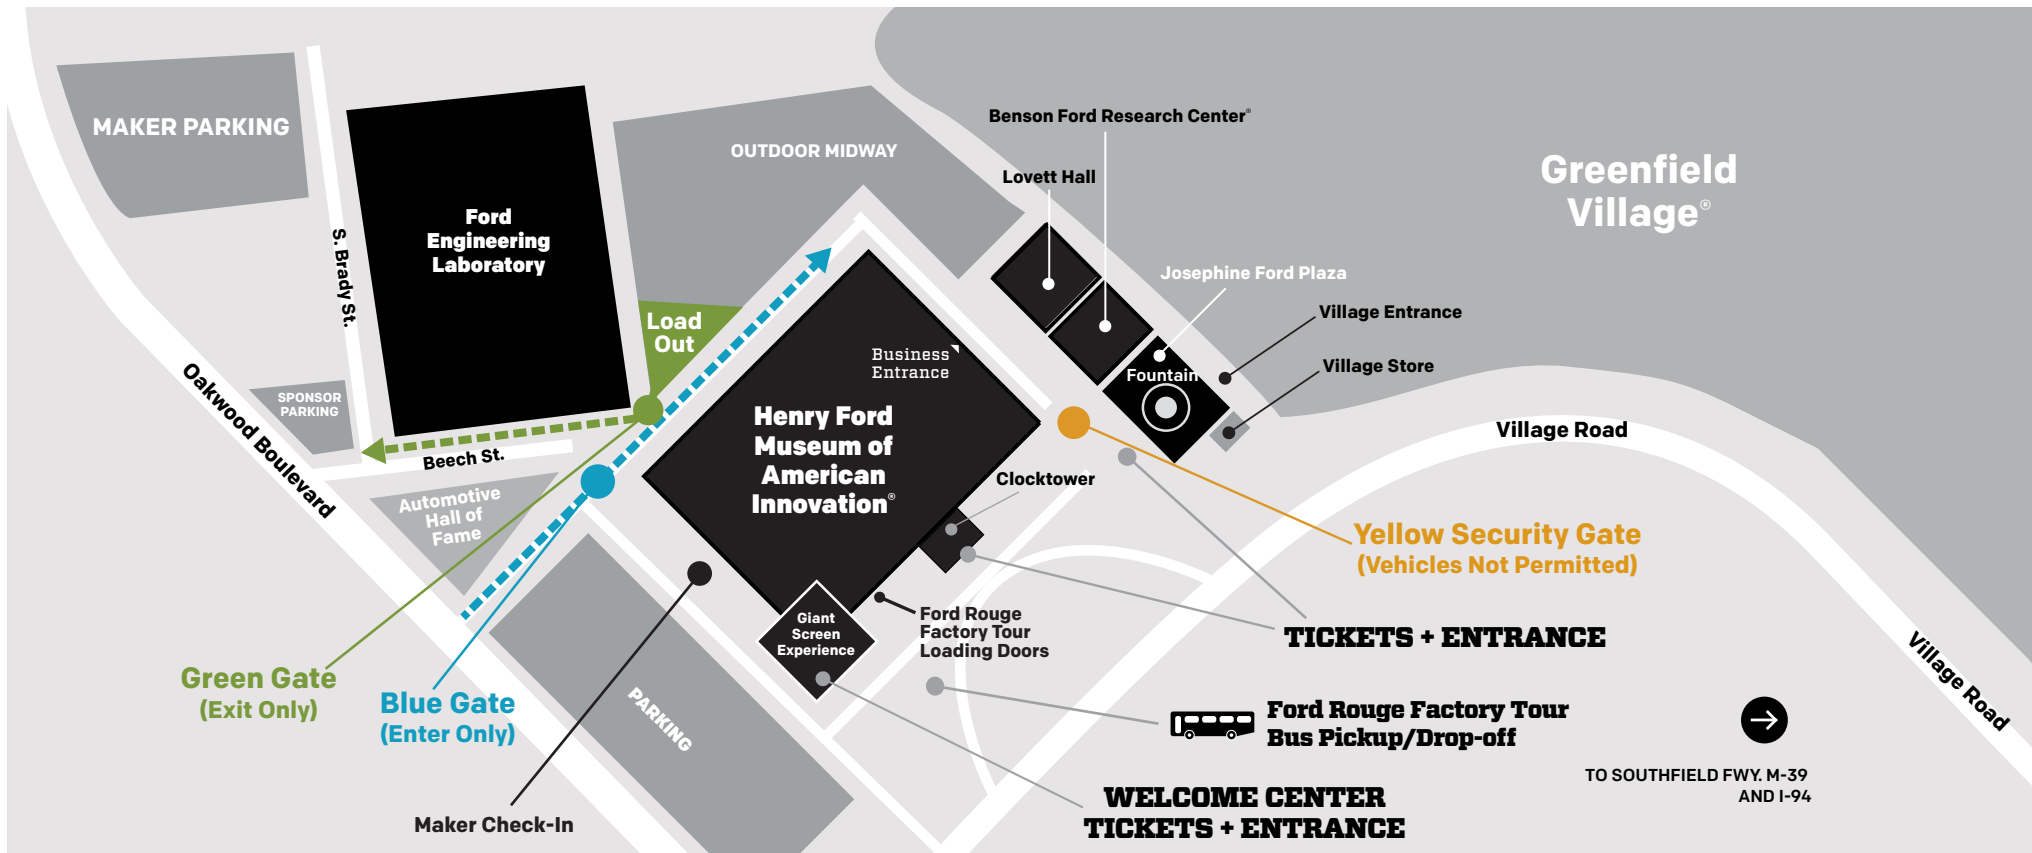 MAKER PARKING
Ford
Engineering
Laboratory
OUTDOOR MIDWAY
Benson Ford Research Center®
Lovett Hall
Greenfield
Village®
S. Brady St.
Josephine Ford Plaza
Village Entrance
Village Store
Fountain
Load
Out
Business
Entrance
Henry Ford
Museum of
American
Innovation®
SPONSOR
PARKING
Oakwood Boulevard
Beech St.
Automotive
Hall of
Fame
Clocktower
Village Road
Yellow Security Gate
(Vehicles Not Permitted)
Giant
Screen
Experience
Ford Rouge
Factory Tour
Loading Doors
TICKETS + ENTRANCE
Green Gate
(Exit Only)
Blue Gate
(Enter Only)
PARKING
Ford Rouge Factory Tour
Bus Pickup/Drop-off
Village Road
TO SOUTHFIELD FWY. M-39
AND I-94
Maker Check-In
WELCOME CENTER
TICKETS + ENTRANCE